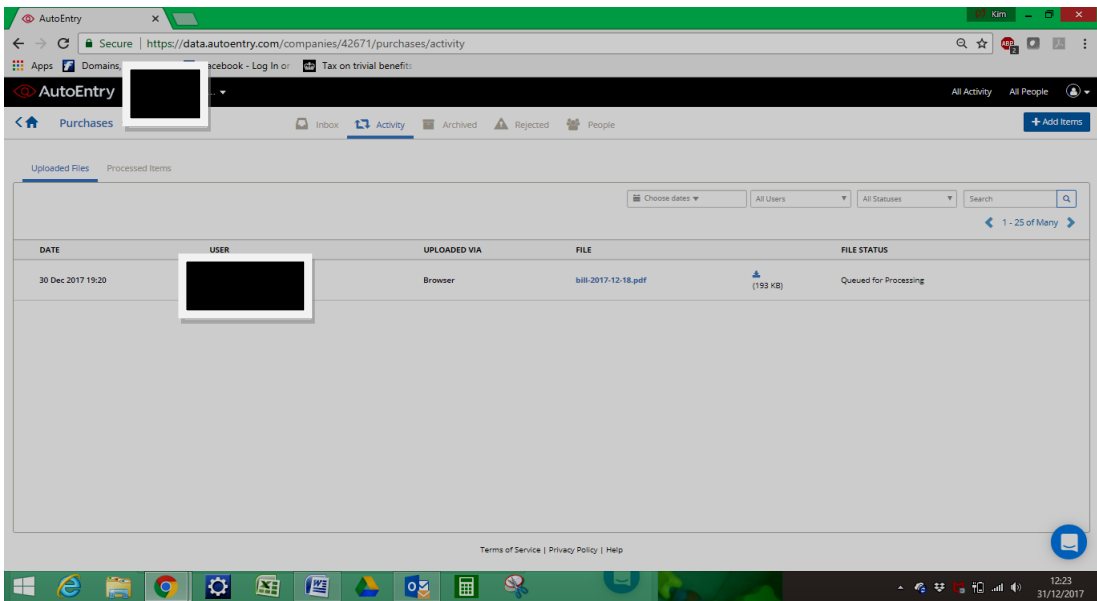 AutoEntry
Kim
Secure | https://data.autoentry.com/companies/42671/purchases/activity
ABP
2
Apps Domains, acebook - Log In or Tax on trivial benefits
AutoEntry .. All Activity All People
Purchases Inbox Activity Archived Rejected People + Add Items
Uploaded Files Processed Items
Choose dates All Users All Statuses Search
1 - 25 of Many
DATE USER UPLOADED VIA FILE FILE STATUS
30 Dec 2017 19:20 Browser bill-2017-12-18.pdf (193 KB) Queued for Processing
Terms of Service | Privacy Policy | Help
12:23
31/12/2017